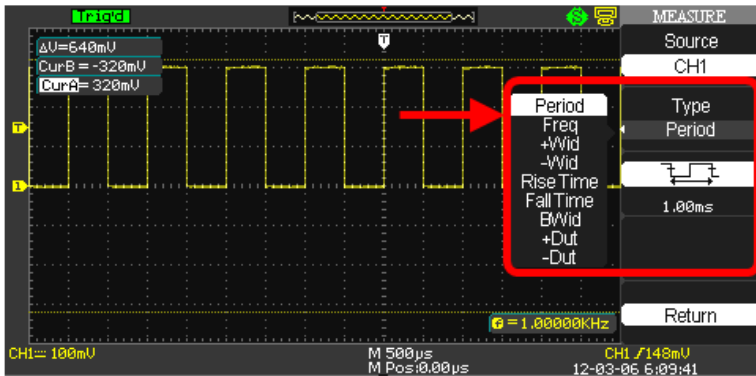 Trig'd
MEASURE
T
ΔV=640mV
CurB = -320mV
CurA= 320mV
Source
CH1
Type
Period
Period
Freq
+Wid
-Wid
Rise Time
Fall Time
BWid
+Dut
-Dut
T
1
1.00ms
f = 1.00000KHz
Return
CH1 100mV
M 500μs
M Pos:0.00μs
CH1 148mV
12-03-06 6:09:41